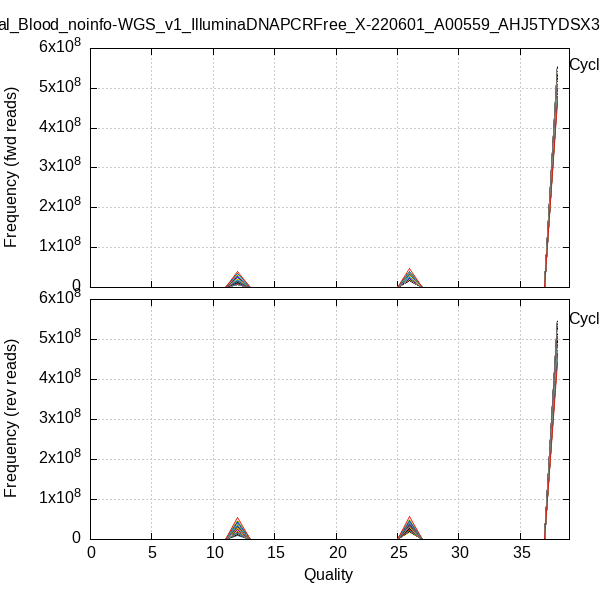 al_Blood_noinfo-WGS_v1_IlluminaDNAPCRFree_X-220601_A00559_AHJ5TYDSX3
6x10^8
5x10^8
4x10^8
3x10^8
2x10^8
1x10^8
0
Frequency (fwd reads)
Cycl
6x10^8
5x10^8
4x10^8
3x10^8
2x10^8
1x10^8
0
Frequency (rev reads)
Cycl
0 5 10 15 20 25 30 35
Quality